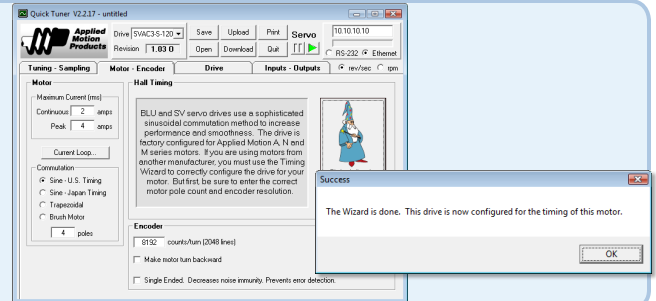 Quick Tuner V2.2.17 - untitled
Applied
Motion
Products
Drive SVAC3-S-120
Revision 1.03 0
Save Upload Print
Open Download Quit
Servo
10.10.10.10
RS-232 Ethernet
Tuning - Sampling Motor - Encoder Drive Inputs - Outputs rev/sec rpm
Motor
Maximum Current (rms)
Continuous 2 amps
Peak 4 amps
Current Loop...
Commutation
Sine - U.S. Timing
Sine - Japan Timing
Trapezoidal
Brush Motor
4 poles
Hall Timing
BLU and SV servo drives use a sophisticated
sinusoidal commutation method to increase
performance and smoothness. The drive is
factory configured for Applied Motion A, N and
M series motors. If you are using motors from
another manufacturer, you must use the Timing
Wizard to correctly configure the drive for your
motor. But first, be sure to enter the correct
motor pole count and encoder resolution.
Encoder
8192 counts/turn (2048 lines)
Make motor turn backward
Single Ended. Decreases noise immunity. Prevents error detection.
Success
The Wizard is done. This drive is now configured for the timing of this motor.
OK